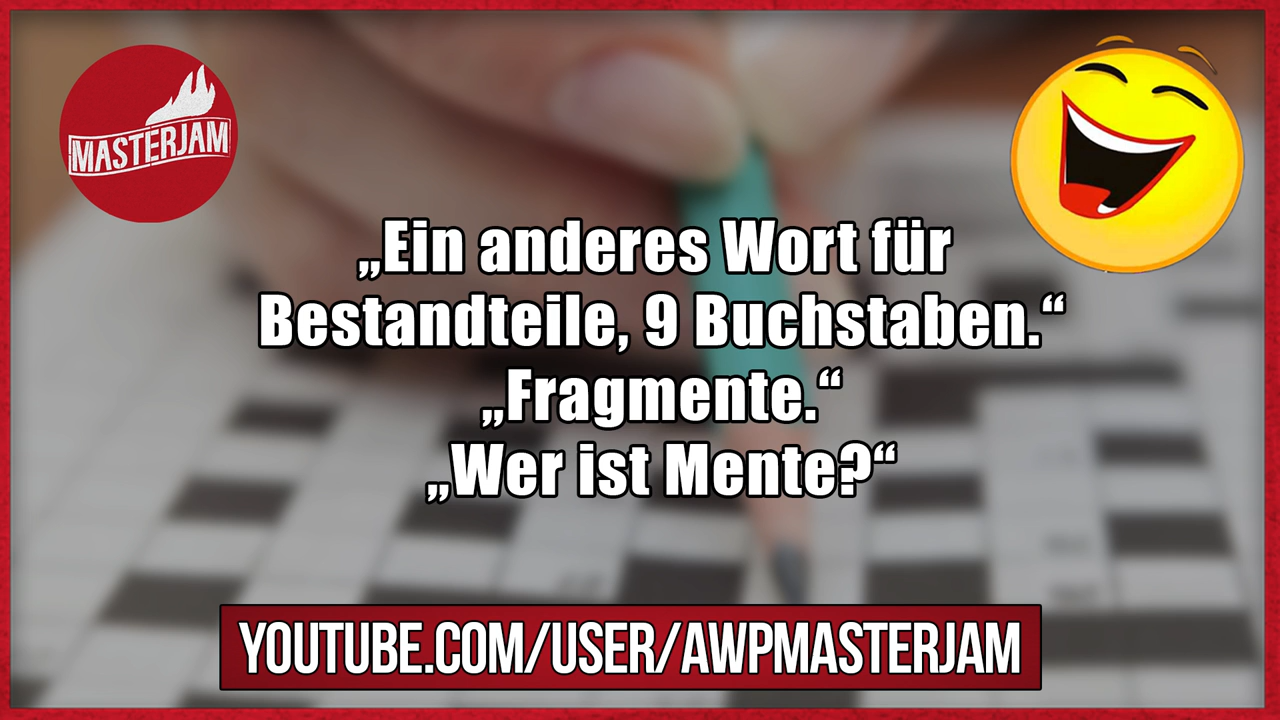 MASTERJAM
„Ein anderes Wort für
Bestandteile, 9 Buchstaben.“
„Fragmente.“
„Wer ist Mente?“
YOUTUBE.COM/USER/AWPMASTERJAM